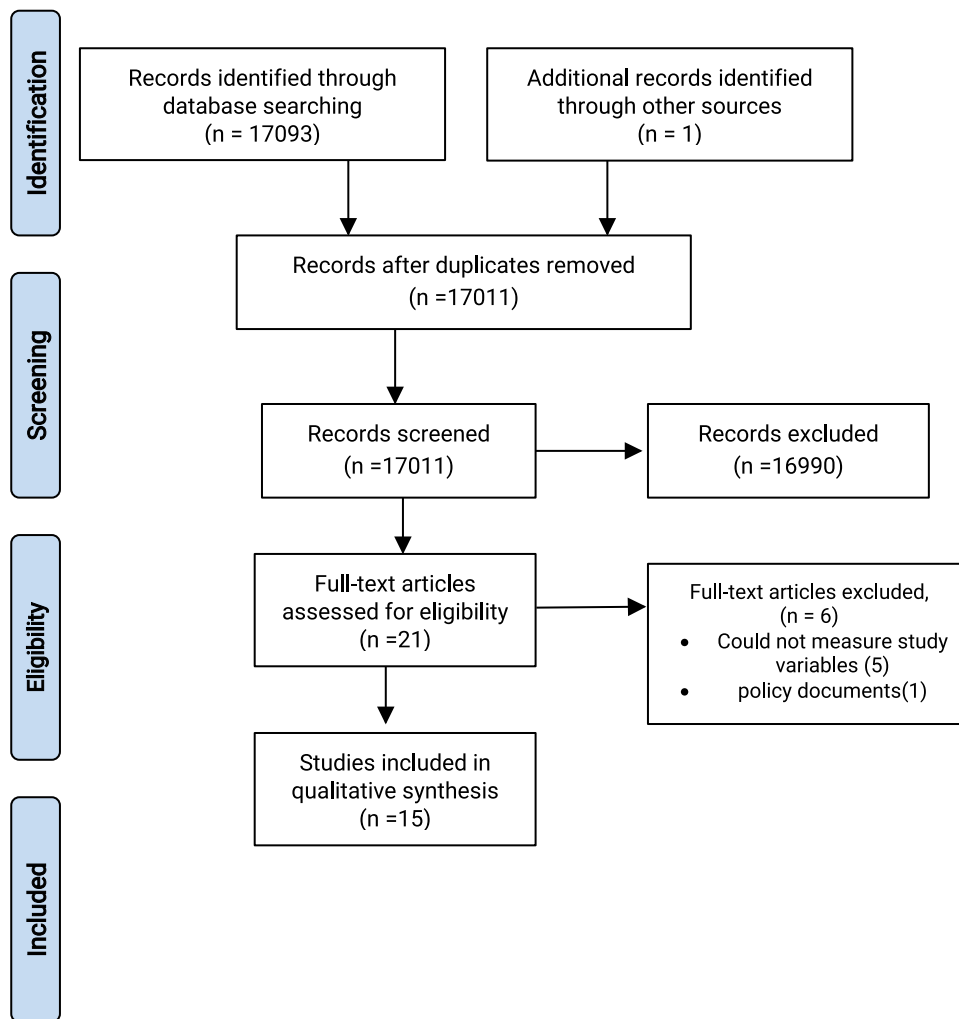 Identification
Records identified through
database searching
(n = 17093)
Additional records identified
through other sources
(n = 1)
Records after duplicates removed
(n =17011)
Screening
Records screened
(n =17011)
Records excluded
(n =16990)
Eligibility
Full-text articles
assessed for eligibility
(n =21)
Full-text articles excluded,
(n = 6)
• Could not measure study
variables (5)
• policy documents(1)
Studies included in
qualitative synthesis
(n =15)
Included